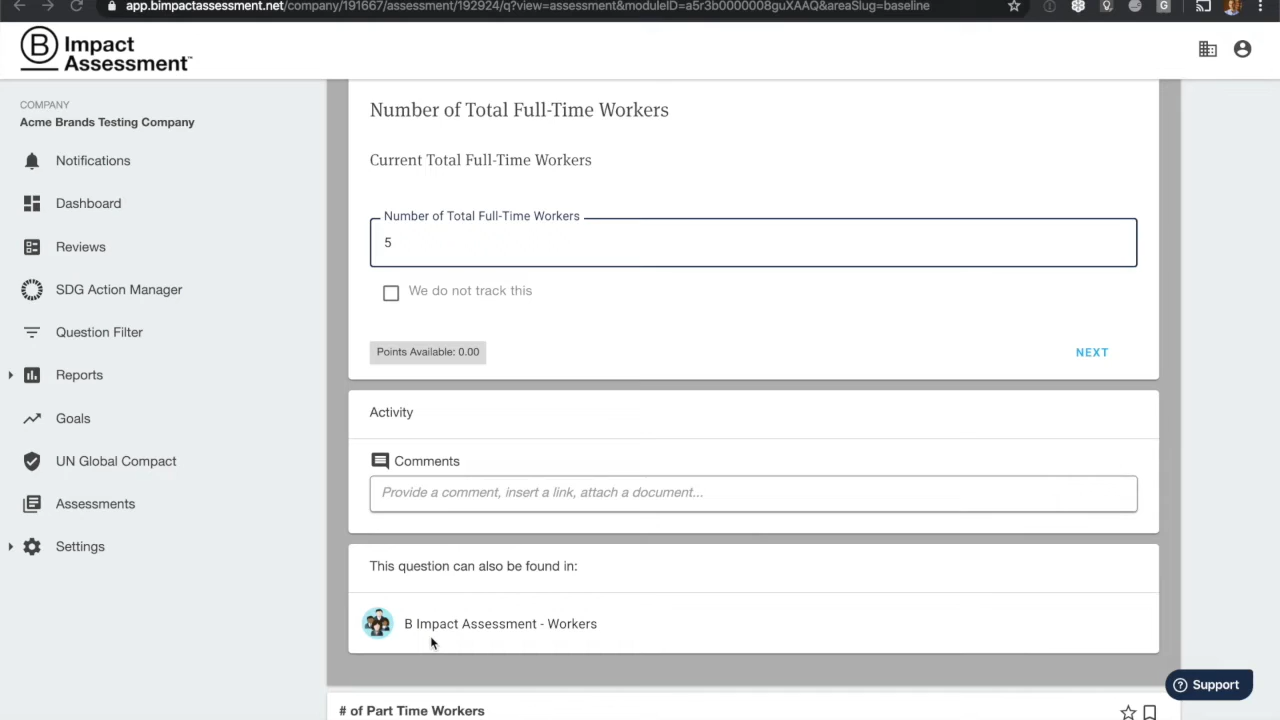 app.bimpactassessment.net/company/191667/assessment/192924/q?view=assessment&moduleID=a5r3b0000008guXAAQ&areaSlug=baseline
B Impact
Assessment™
COMPANY
Acme Brands Testing Company
Notifications
Dashboard
Reviews
SDG Action Manager
Question Filter
Reports
Goals
UN Global Compact
Assessments
Settings
Number of Total Full-Time Workers
Current Total Full-Time Workers
Number of Total Full-Time Workers
5
We do not track this
Points Available: 0.00
NEXT
Activity
Comments
Provide a comment, insert a link, attach a document...
This question can also be found in:
B Impact Assessment - Workers
Support
# of Part Time Workers